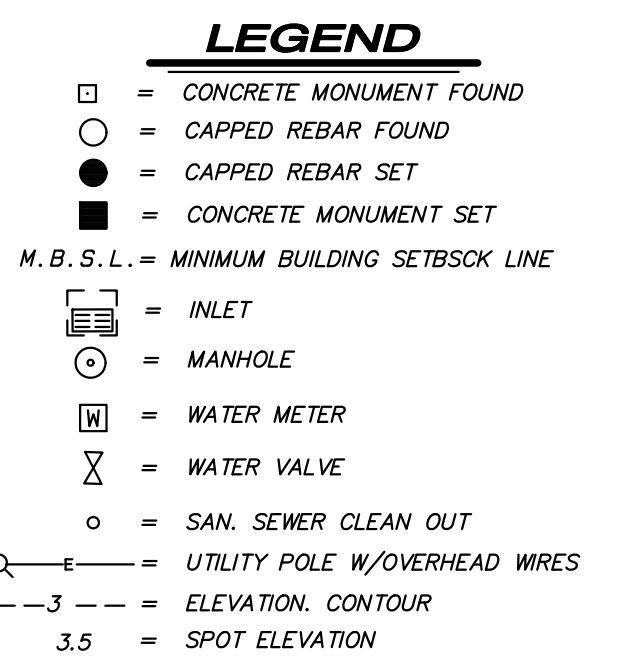 LEGEND
= CONCRETE MONUMENT FOUND
= CAPPED REBAR FOUND
= CAPPED REBAR SET
= CONCRETE MONUMENT SET
M.B.S.L.= MINIMUM BUILDING SETBSCK LINE
= INLET
= MANHOLE
W = WATER METER
= WATER VALVE
= SAN. SEWER CLEAN OUT
E = UTILITY POLE W/OVERHEAD WIRES
3 = ELEVATION. CONTOUR
3.5 = SPOT ELEVATION